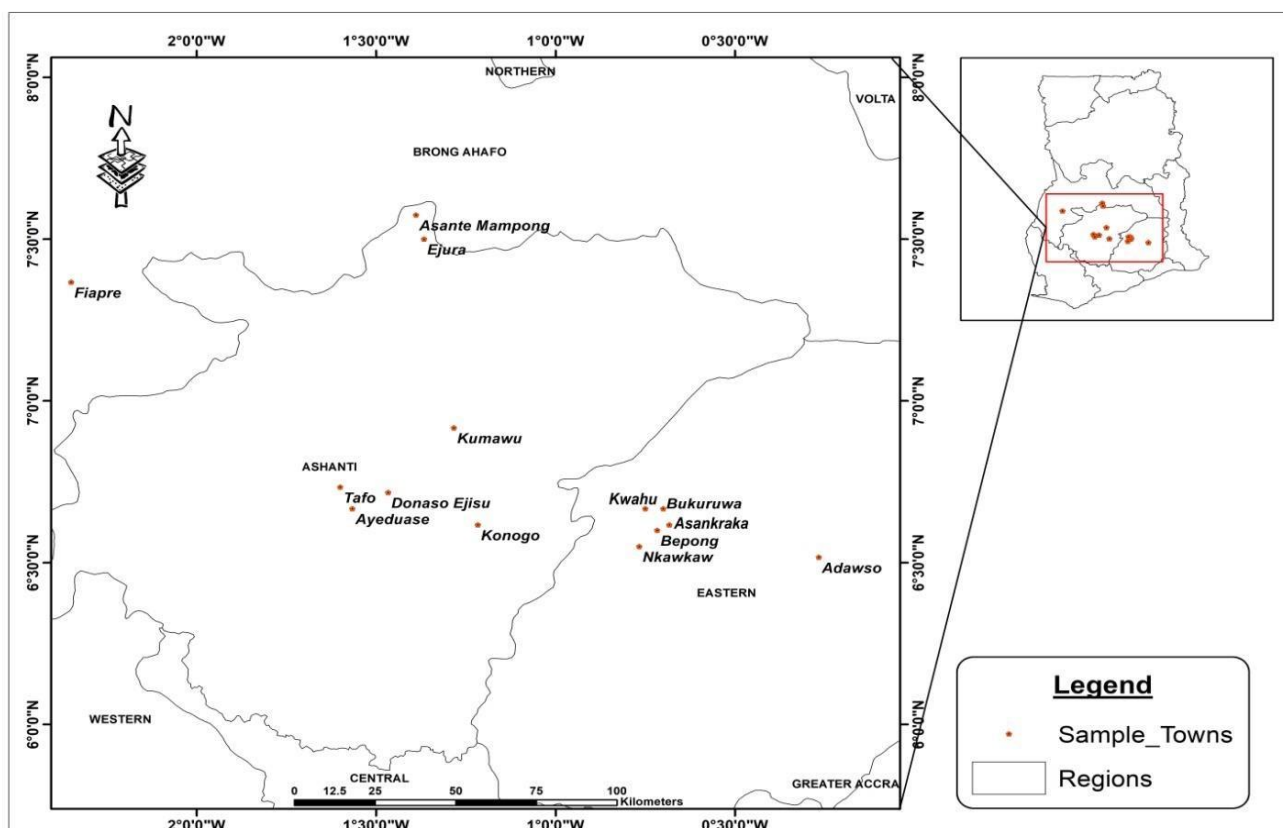 2°0'0"W 1°30'0"W 1°0'0"W 0°30'0"W
8°0'0"N
8°0'0"N
N
NORTHERN
VOLTA
BRONG AHAFO
Asante Mampong
Ejura
7°30'0"N
7°30'0"N
Fiapre
7°0'0"N
7°0'0"N
Kumawu
ASHANTI
Tafo
Donaso Ejisu
Ayeduase
Konogo
Kwahu
Bukuruwa
Asankraka
Bepong
Nkawkaw
Adawso
6°30'0"N
6°30'0"N
EASTERN
WESTERN
6°0'0"N
6°0'0"N
CENTRAL
GREATER ACCRA
0 12.5 25 50 75 100
Kilometers
2°0'0"W 1°30'0"W 1°0'0"W 0°30'0"W
Legend
Sample_Towns
Regions